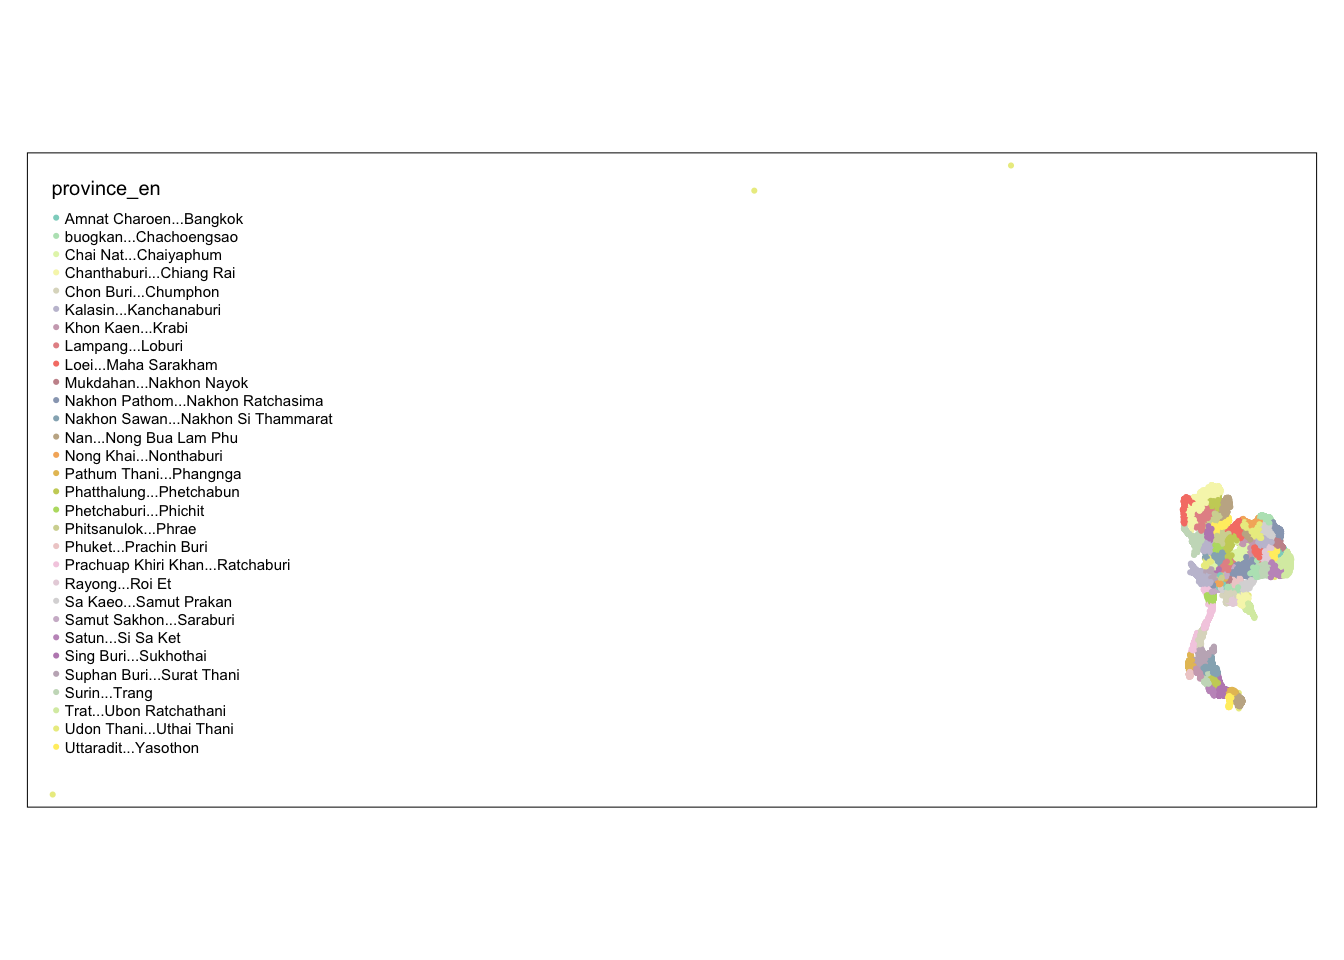 province_en
Amnat Charoen...Bangkok
buogkan...Chachoengsao
Chai Nat...Chaiyaphum
Chanthaburi...Chiang Rai
Chon Buri...Chumphon
Kalasin...Kanchanaburi
Khon Kaen...Krabi
Lampang...Loburi
Loei...Maha Sarakham
Mukdahan...Nakhon Nayok
Nakhon Pathom...Nakhon Ratchasima
Nakhon Sawan...Nakhon Si Thammarat
Nan...Nong Bua Lam Phu
Nong Khai...Nonthaburi
Pathum Thani...Phangnga
Phatthalung...Phetchabun
Phetchaburi...Phichit
Phitsanulok...Phrae
Phuket...Prachin Buri
Prachuap Khiri Khan...Ratchaburi
Rayong...Roi Et
Sa Kaeo...Samut Prakan
Samut Sakhon...Saraburi
Satun...Si Sa Ket
Sing Buri...Sukhothai
Suphan Buri...Surat Thani
Surin...Trang
Trat...Ubon Ratchathani
Udon Thani...Uthai Thani
Uttaradit...Yasothon